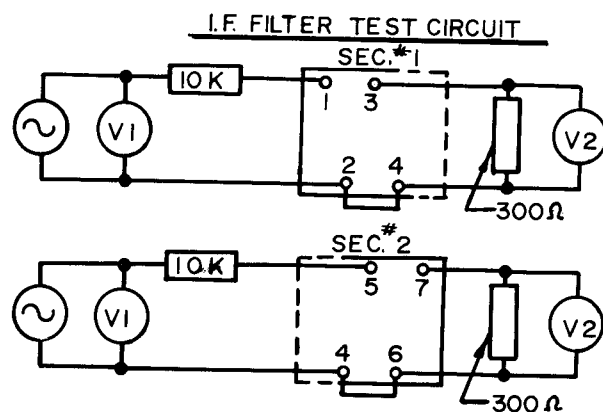 I.F. FILTER TEST CIRCUIT
SEC.#1
10K
1 3
V1
V2
2 4
300Ω
SEC.#2
10K
5 7
V1
V2
4 6
300Ω